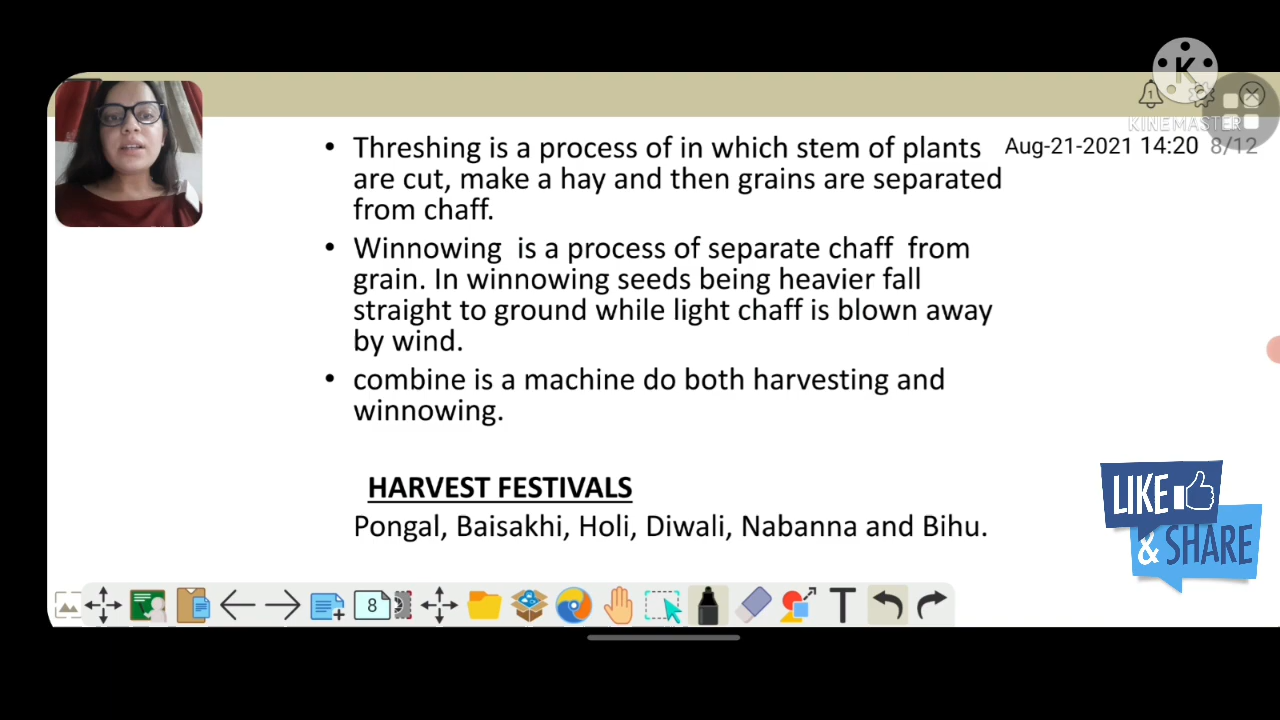 KINEMASTER
Aug-21-2021 14:20 8/12
• Threshing is a process of in which stem of plants
are cut, make a hay and then grains are separated
from chaff.
• Winnowing is a process of separate chaff from
grain. In winnowing seeds being heavier fall
straight to ground while light chaff is blown away
by wind.
• combine is a machine do both harvesting and
winnowing.
HARVEST FESTIVALS
Pongal, Baisakhi, Holi, Diwali, Nabanna and Bihu.
LIKE
& SHARE
8
T